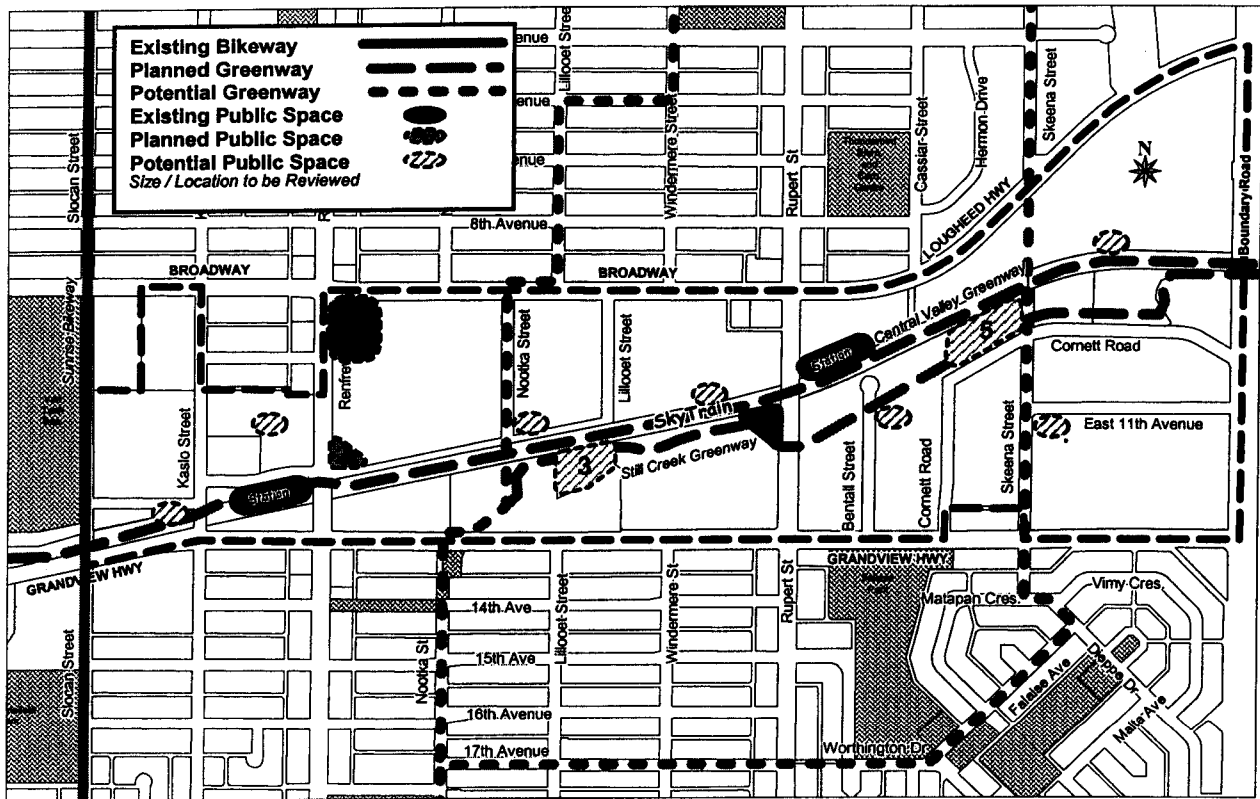 Existing Bikeway
Planned Greenway
Potential Greenway
Existing Public Space
Planned Public Space
Potential Public Space
Size / Location to be Reviewed
enue
enue
enue
8th Avenue
Lillooet Street
Windermere Street
Rupert St
Cassiar Street
Hermon Drive
Skeena Street
N
Boundary Road
LOUGHEED HWY
Slocan Street
BROADWAY
BROADWAY
Sunrise Bikeway
Kaslo Street
Renfrew
Nootka Street
Lillooet Street
Station
Central Valley Greenway
5
Cornett Road
SkyTrain
3
Still Creek Greenway
Station
Bentall Street
Cornett Road
Skeena Street
East 11th Avenue
GRANDVIEW HWY
GRANDVIEW HWY
Slocan Street
Nootka St
14th Ave
15th Ave
16th Avenue
17th Avenue
Lillooet Street
Windermere St
Rupert St
Matapan Cres.
Vimy Cres.
Dieppe Dr
Falaise Ave
Malta Ave
Worthington Dr